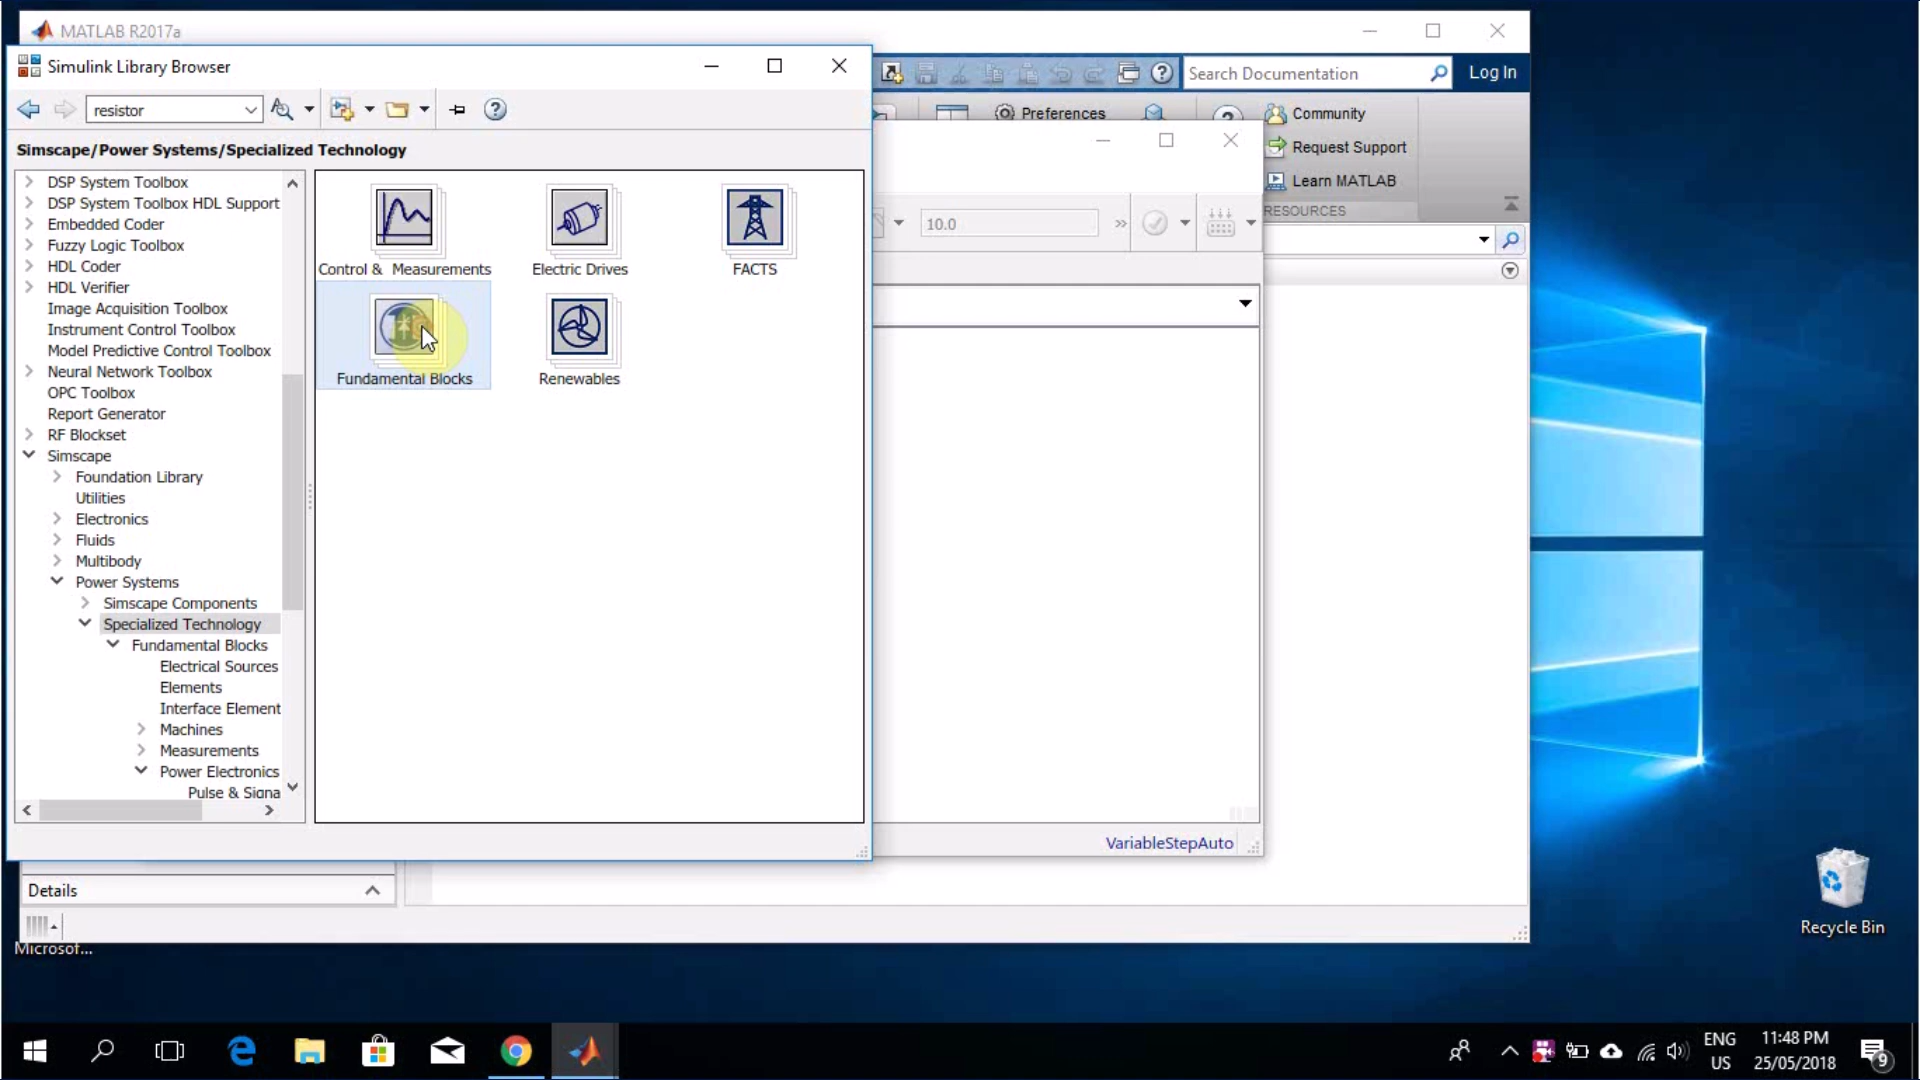 MATLAB R2017a
Simulink Library Browser
Search Documentation
Log In
resistor
Preferences
Community
Request Support
Learn MATLAB
RESOURCES
Simscape/Power Systems/Specialized Technology
10.0
DSP System Toolbox
DSP System Toolbox HDL Support
Embedded Coder
Fuzzy Logic Toolbox
HDL Coder
HDL Verifier
Image Acquisition Toolbox
Instrument Control Toolbox
Model Predictive Control Toolbox
Neural Network Toolbox
OPC Toolbox
Report Generator
RF Blockset
Simscape
Foundation Library
Utilities
Electronics
Fluids
Multibody
Power Systems
Simscape Components
Specialized Technology
Fundamental Blocks
Electrical Sources
Elements
Interface Element
Machines
Measurements
Power Electronics
Pulse & Signa
Control & Measurements
Electric Drives
FACTS
Fundamental Blocks
Renewables
VariableStepAuto
Details
Microsof...
Recycle Bin
ENG
US
11:48 PM
25/05/2018
9